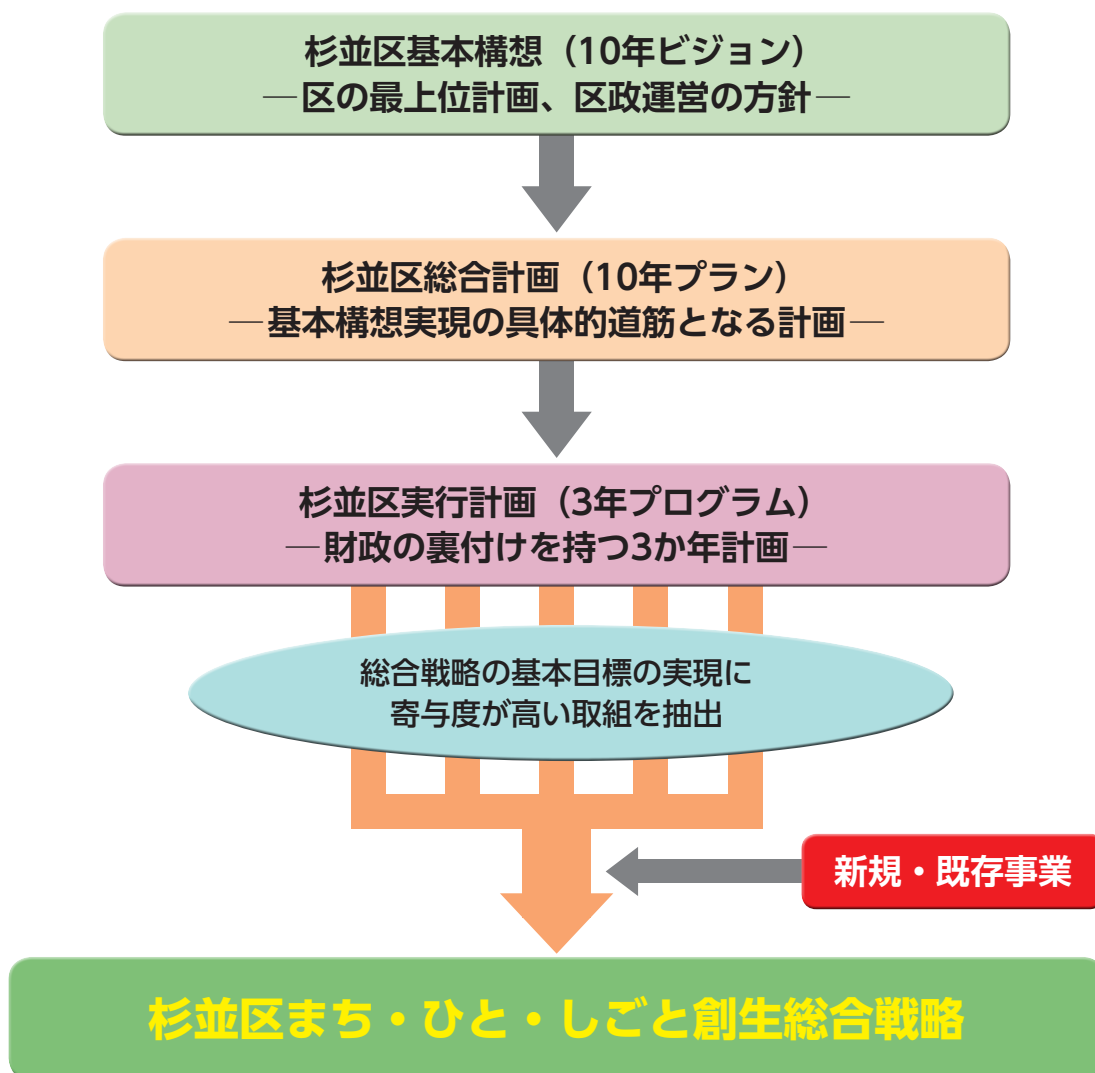 杉並区基本構想（10年ビジョン）
―区の最上位計画、区政運営の方針―
杉並区総合計画（10年プラン）
―基本構想実現の具体的道筋となる計画―
杉並区実行計画（3年プログラム）
―財政の裏付けを持つ3か年計画―
総合戦略の基本目標の実現に
寄与度が高い取組を抽出
新規・既存事業
杉並区まち・ひと・しごと創生総合戦略